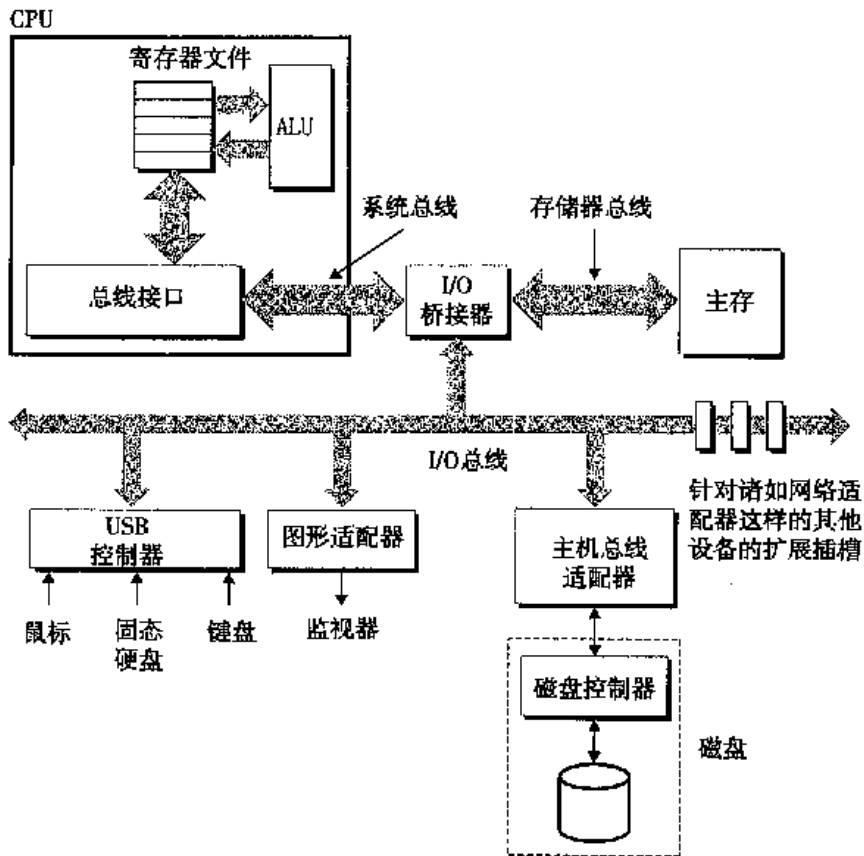 CPU
寄存器文件
ALU
系统总线
存储器总线
总线接口
I/O
桥接器
主存
I/O总线
针对诸如网络适
配器这样的其他
设备的扩展插槽
USB
控制器
图形适配器
主机总线
适配器
鼠标
固态
硬盘
键盘
监视器
磁盘控制器
磁盘